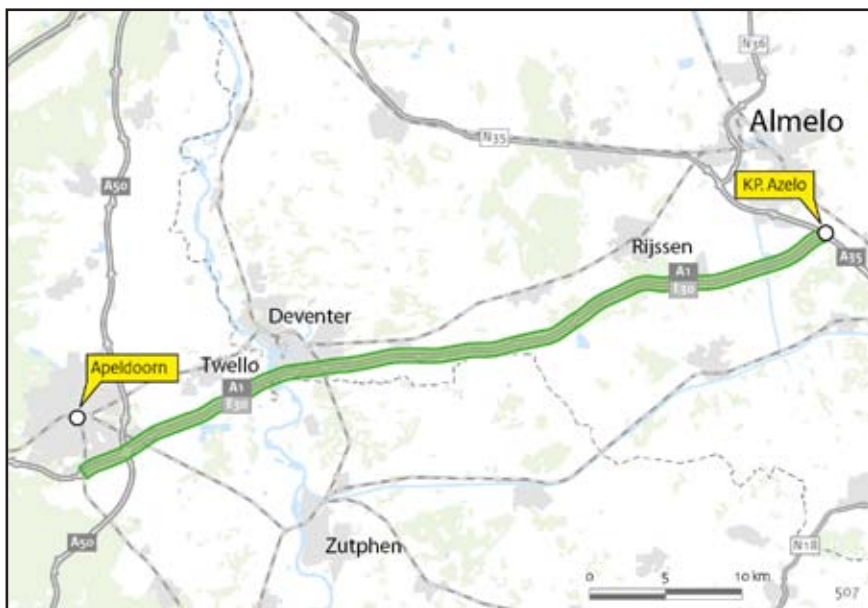 N36
Almelo
N35
A50
KP. Azelo
Rijssen
A35
A1
E30
Deventer
Twello
Apeldoorn
A1
E30
A50
Zutphen
N18
0 5 10 km
507